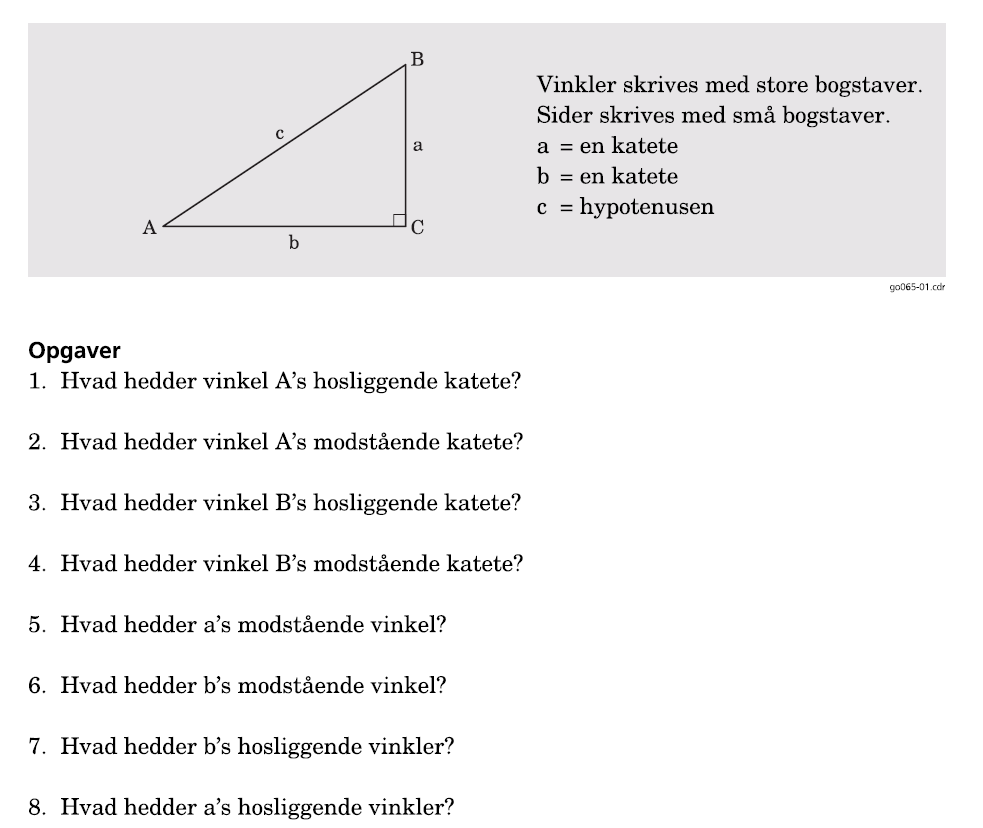 B
c
a
A
C
b
Vinkler skrives med store bogstaver.
Sider skrives med små bogstaver.
a = en katete
b = en katete
c = hypotenusen
go065-01.cdr
Opgaver
1. Hvad hedder vinkel A’s hosliggende katete?
2. Hvad hedder vinkel A’s modstående katete?
3. Hvad hedder vinkel B’s hosliggende katete?
4. Hvad hedder vinkel B’s modstående katete?
5. Hvad hedder a’s modstående vinkel?
6. Hvad hedder b’s modstående vinkel?
7. Hvad hedder b’s hosliggende vinkler?
8. Hvad hedder a’s hosliggende vinkler?